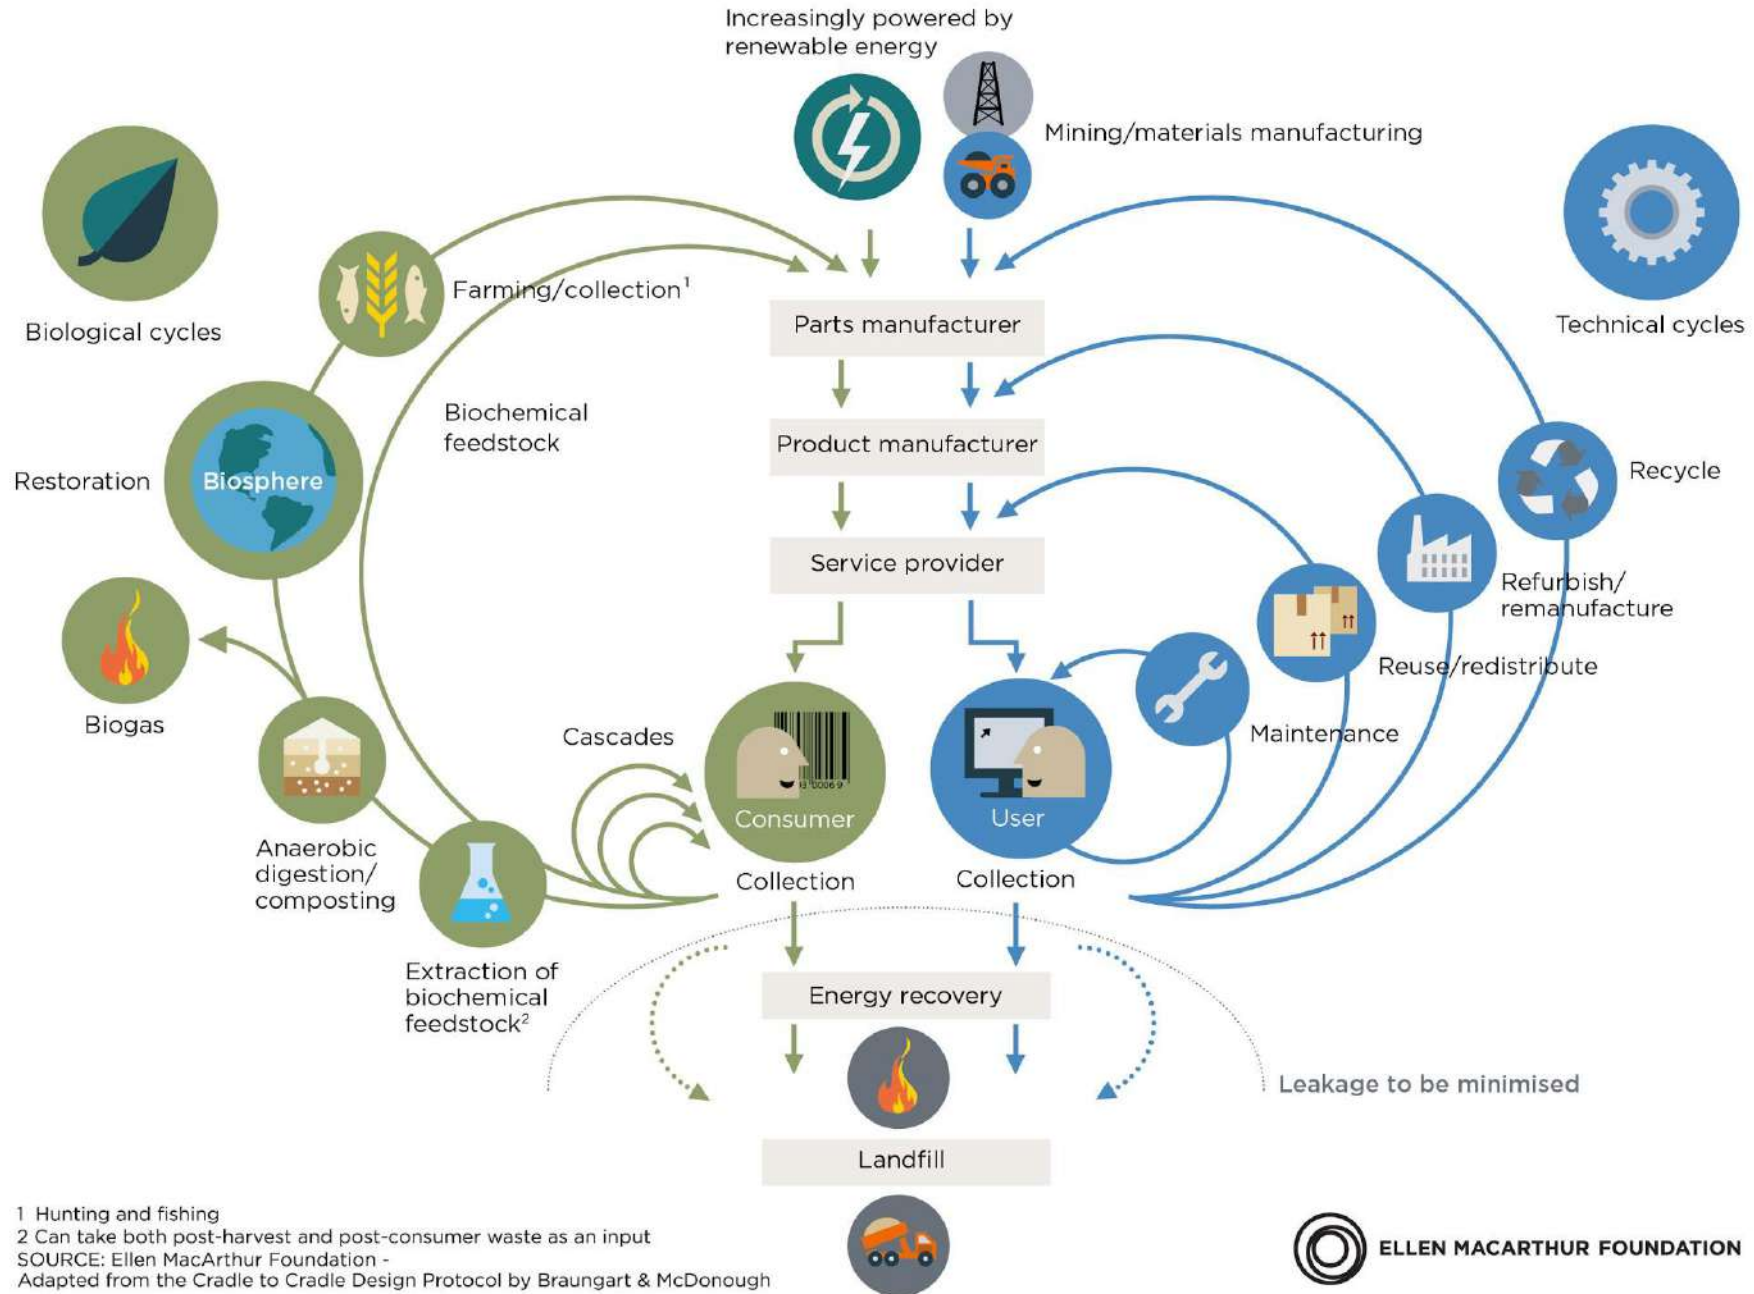 Increasingly powered by
renewable energy
Mining/materials manufacturing
Biological cycles
Technical cycles
Farming/collection¹
Parts manufacturer
Biochemical
feedstock
Product manufacturer
Restoration
Biosphere
Recycle
Service provider
Refurbish/
remanufacture
Reuse/redistribute
Biogas
Cascades
Maintenance
Consumer
User
Anaerobic
digestion/
composting
Collection
Collection
Extraction of
biochemical
feedstock²
Energy recovery
Leakage to be minimised
Landfill
1 Hunting and fishing
2 Can take both post-harvest and post-consumer waste as an input
SOURCE: Ellen MacArthur Foundation -
Adapted from the Cradle to Cradle Design Protocol by Braungart & McDonough
ELLEN MACARTHUR FOUNDATION